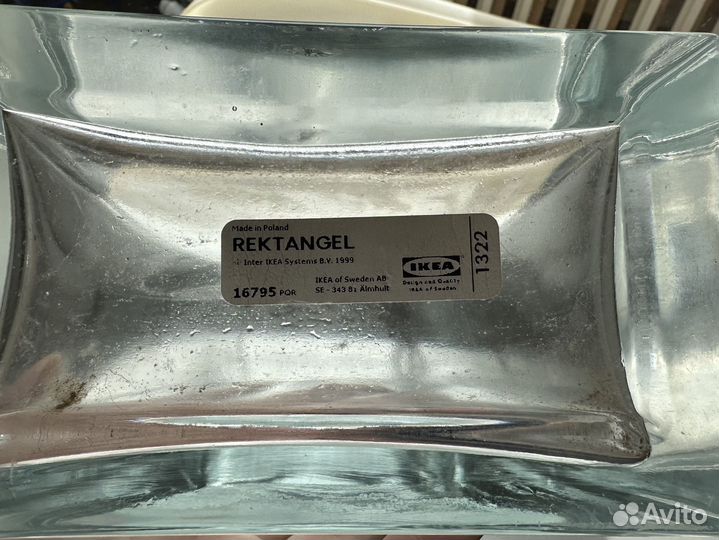 Made in Poland
REKTANGEL
Inter IKEA Systems B.V. 1999
IKEA of Sweden AB
16795 PQR
SE - 343 81 Älmhult
IKEA
Design and Quality
IKEA of Sweden
1322
Avito